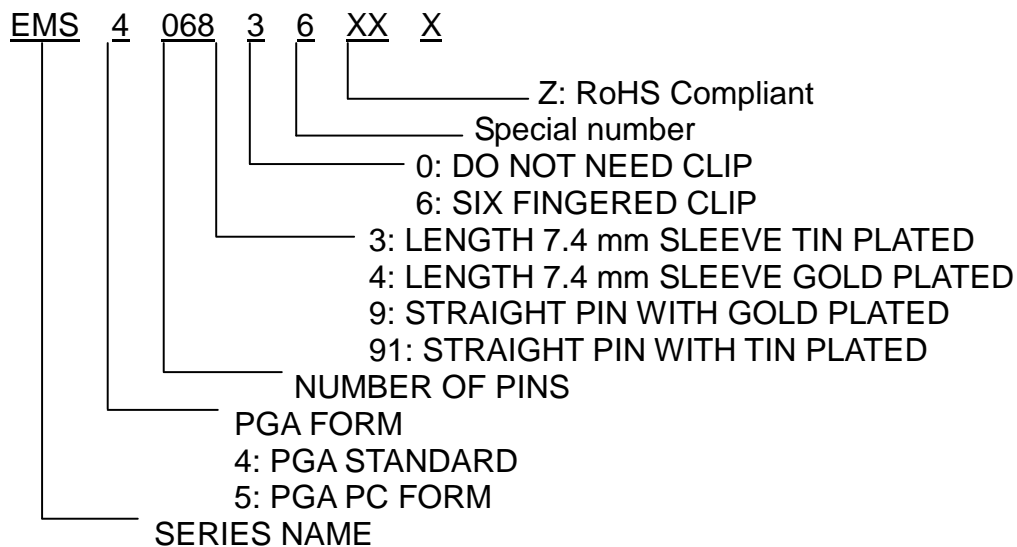 EMS 4 068 3 6 XX X
Z: RoHS Compliant
Special number
0: DO NOT NEED CLIP
6: SIX FINGERED CLIP
3: LENGTH 7.4 mm SLEEVE TIN PLATED
4: LENGTH 7.4 mm SLEEVE GOLD PLATED
9: STRAIGHT PIN WITH GOLD PLATED
91: STRAIGHT PIN WITH TIN PLATED
NUMBER OF PINS
PGA FORM
4: PGA STANDARD
5: PGA PC FORM
SERIES NAME